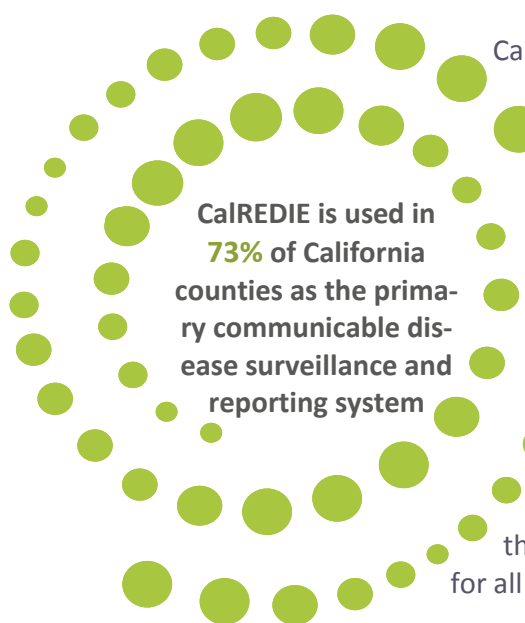 Ca
CalREDIE is used in
73% of California
counties as the prima-
ry communicable dis-
ease surveillance and
reporting system
th
for all